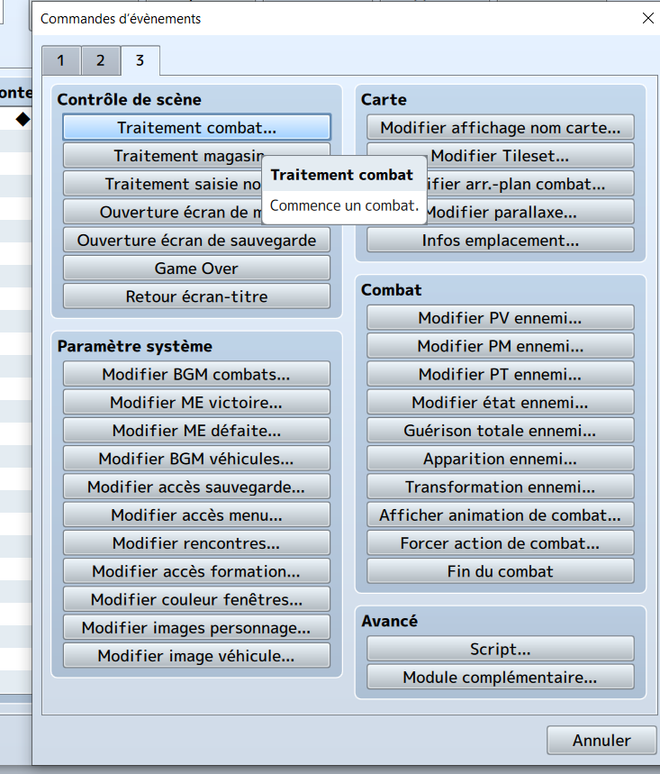 Commandes d'évènements
1 2 3
onte
Contrôle de scène
Traitement combat...
Traitement magasin
Traitement saisie no
Ouverture écran de m
Ouverture écran de sauvegarde
Game Over
Retour écran-titre
Traitement combat
Commence un combat.
Paramètre système
Modifier BGM combats...
Modifier ME victoire...
Modifier ME défaite...
Modifier BGM véhicules...
Modifier accès sauvegarde...
Modifier accès menu...
Modifier rencontres...
Modifier accès formation...
Modifier couleur fenêtres...
Modifier images personnage...
Modifier image véhicule...
Carte
Modifier affichage nom carte...
Modifier Tileset...
ifier arr.-plan combat...
Modifier parallaxe...
Infos emplacement...
Combat
Modifier PV ennemi...
Modifier PM ennemi...
Modifier PT ennemi...
Modifier état ennemi...
Guérison totale ennemi...
Apparition ennemi...
Transformation ennemi...
Afficher animation de combat...
Forcer action de combat...
Fin du combat
Avancé
Script...
Module complémentaire...
Annuler